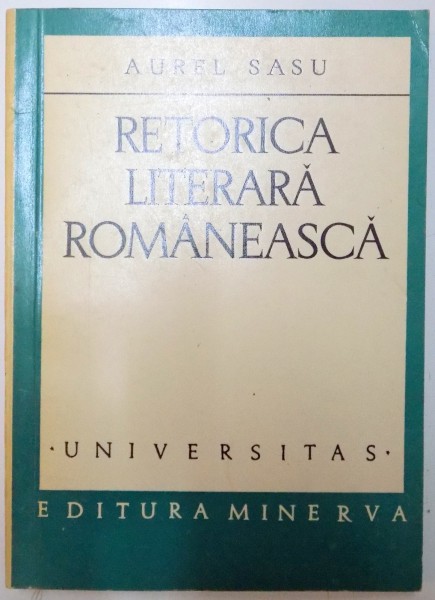 AUREL SASU
RETORICA
LITERARĂ
ROMÂNEASCĂ
·UNIVERSITAS·
EDITURA MINERVA